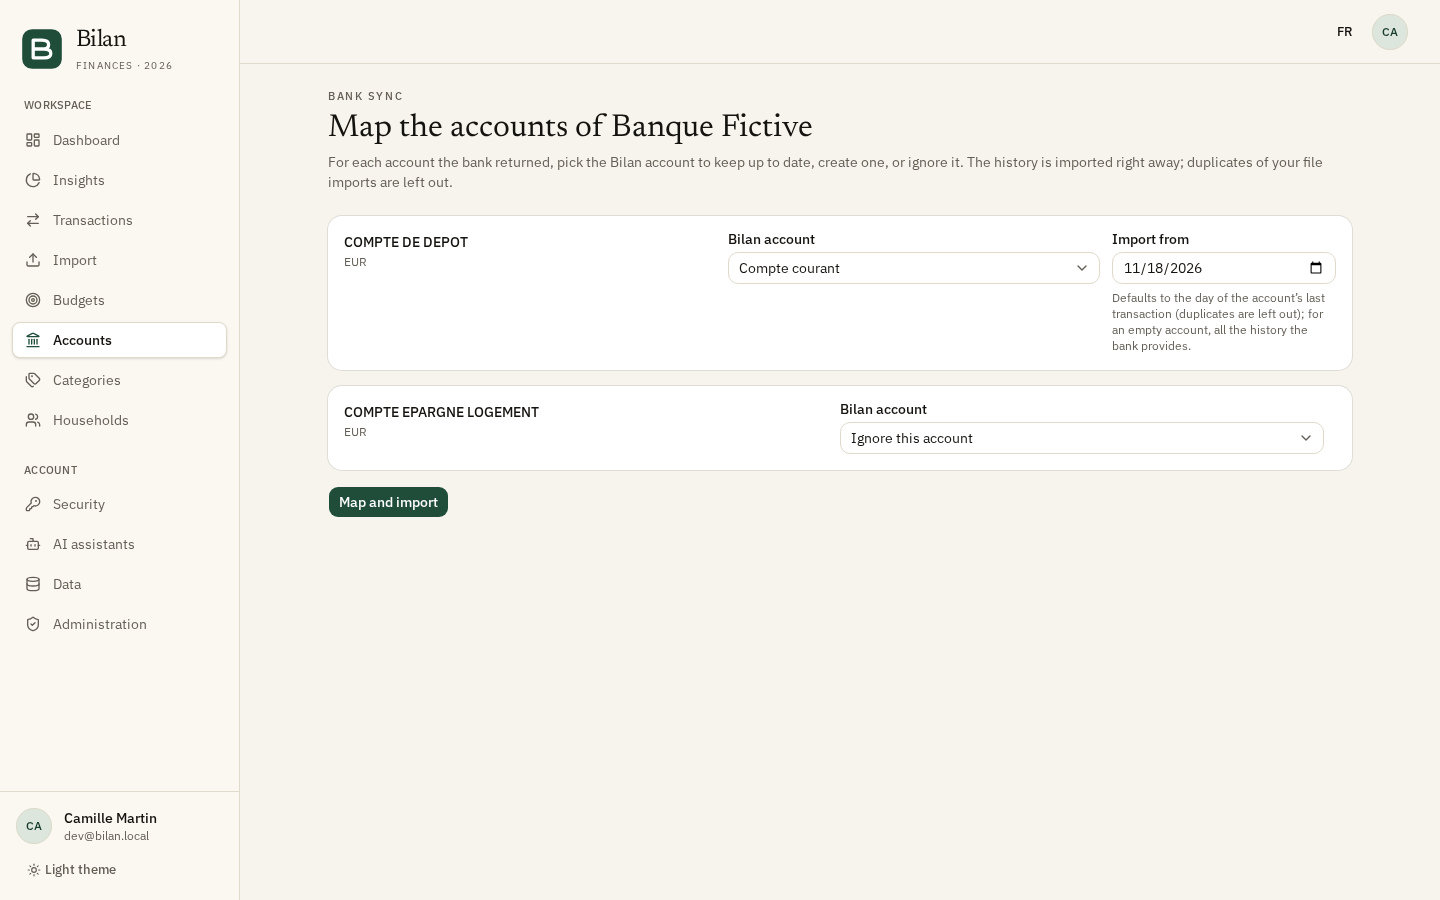 Bilan
FINANCES · 2026
WORKSPACE
Dashboard
Insights
Transactions
Import
Budgets
Accounts
Categories
Households
ACCOUNT
Security
AI assistants
Data
Administration
CA
Camille Martin
dev@bilan.local
Light theme
FR
CA
BANK SYNC
Map the accounts of Banque Fictive
For each account the bank returned, pick the Bilan account to keep up to date, create one, or ignore it. The history is imported right away; duplicates of your file
imports are left out.
COMPTE DE DEPOT
EUR
Bilan account
Compte courant
Import from
11/18/2026
Defaults to the day of the account’s last
transaction (duplicates are left out); for
an empty account, all the history the
bank provides.
COMPTE EPARGNE LOGEMENT
EUR
Bilan account
Ignore this account
Map and import